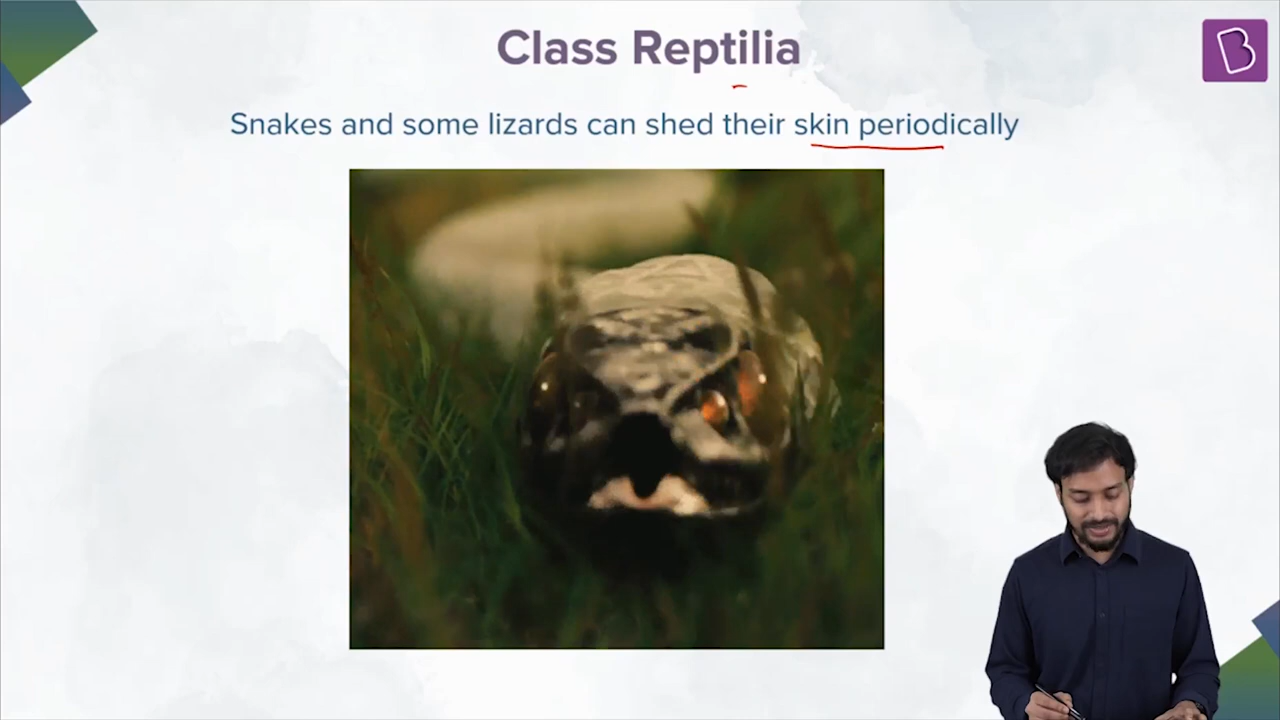 Class Reptilia
Snakes and some lizards can shed their skin periodically
B